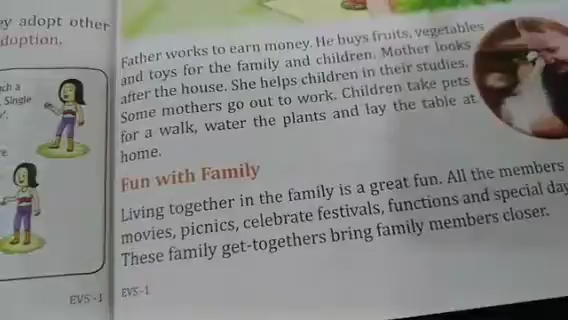 ey adopt other
doption.
ach a
Single
re
EVS-1
Father works to earn money. He buys fruits, vegetables
and toys for the family and children. Mother looks
after the house. She helps children in their studies.
Some mothers go out to work. Children take pets
for a walk, water the plants and lay the table at
home.
Fun with Family
Living together in the family is a great fun. All the members
movies, picnics, celebrate festivals, functions and special day
These family get-togethers bring family members closer.
EVS-1